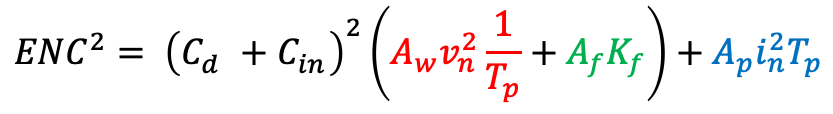 ENC² = (C_d + C_in)² (A_w v_n² 1/T_p + A_f K_f) + A_p i_n² T_p